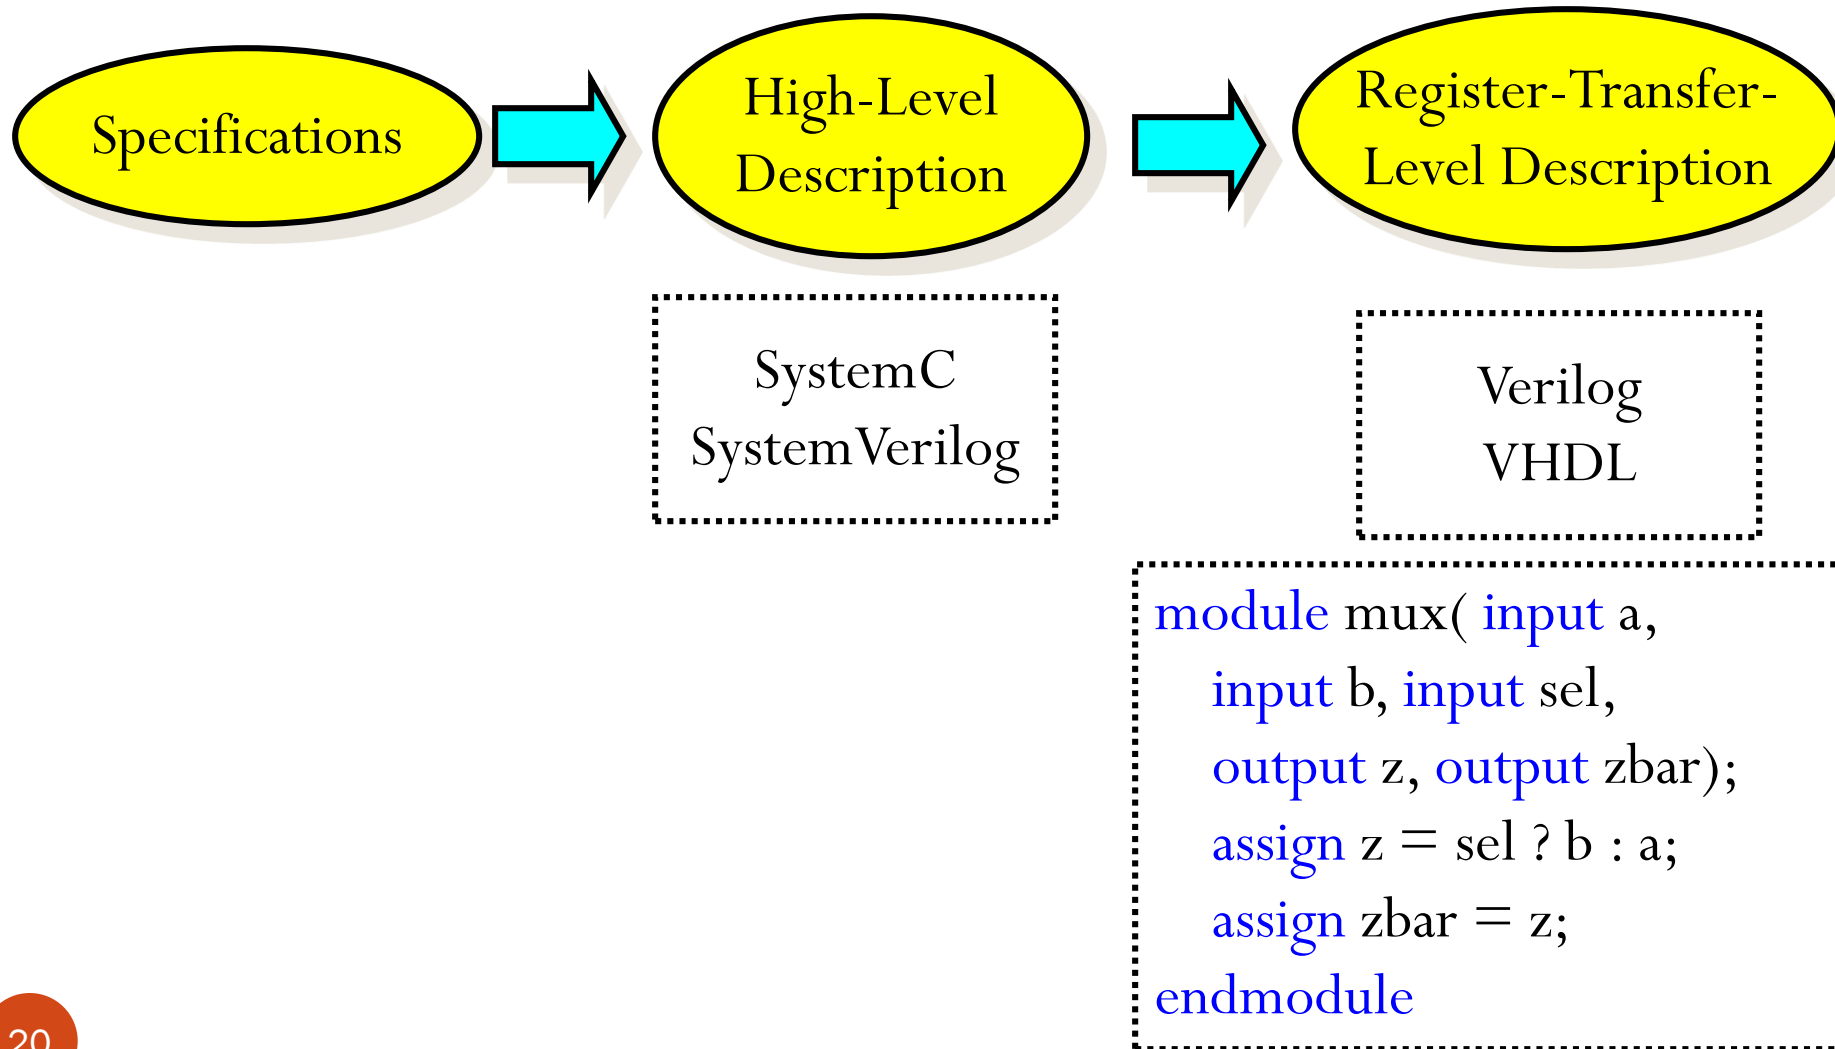 Specifications
High-Level
Description
Register-Transfer-
Level Description
SystemC
SystemVerilog
Verilog
VHDL
module mux( input a,
input b, input sel,
output z, output zbar);
assign z = sel ? b : a;
assign zbar = z;
endmodule
20